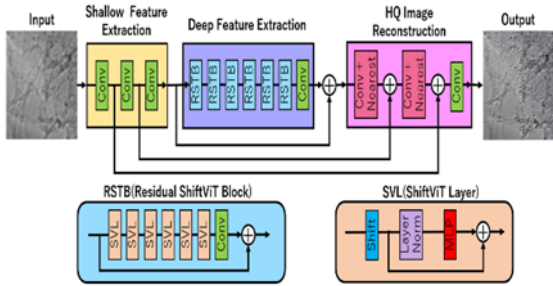 Input
Shallow Feature
Extraction
Deep Feature Extraction
HQ Image
Reconstruction
Output
Conv
Conv
Conv
RSTB
RSTB
RSTB
RSTB
RSTB
RSTB
Conv
Conv +
Nearest
Conv +
Nearest
Conv
RSTB(Residual ShiftViT Block)
SVL(ShiftViT Layer)
SVL
SVL
SVL
SVL
SVL
SVL
Conv
Shift
Layer
Norm
MLP